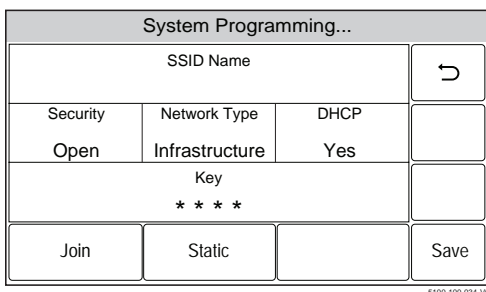 System Programming...
SSID Name
Security Network Type DHCP
Open Infrastructure Yes
Key
* * * *
Join Static Save